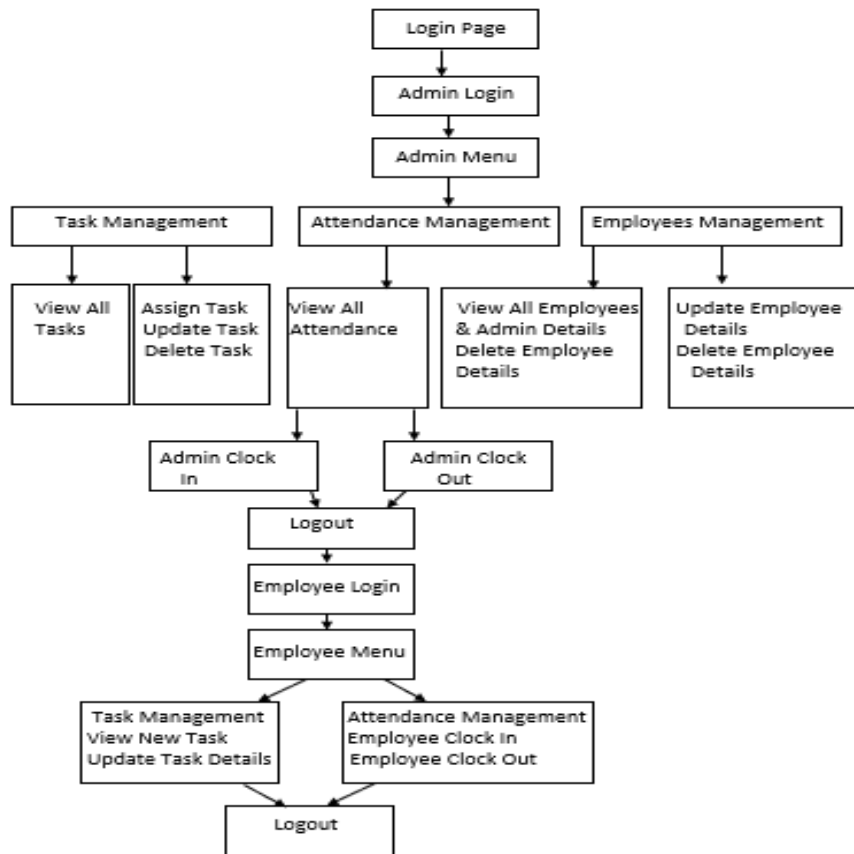 Login Page
Admin Login
Admin Menu
Task Management
Attendance Management
Employees Management
View All
Tasks
Assign Task
Update Task
Delete Task
View All
Attendance
View All Employees
& Admin Details
Delete Employee
Details
Update Employee
Details
Delete Employee
Details
Admin Clock
In
Admin Clock
Out
Logout
Employee Login
Employee Menu
Task Management
View New Task
Update Task Details
Attendance Management
Employee Clock In
Employee Clock Out
Logout